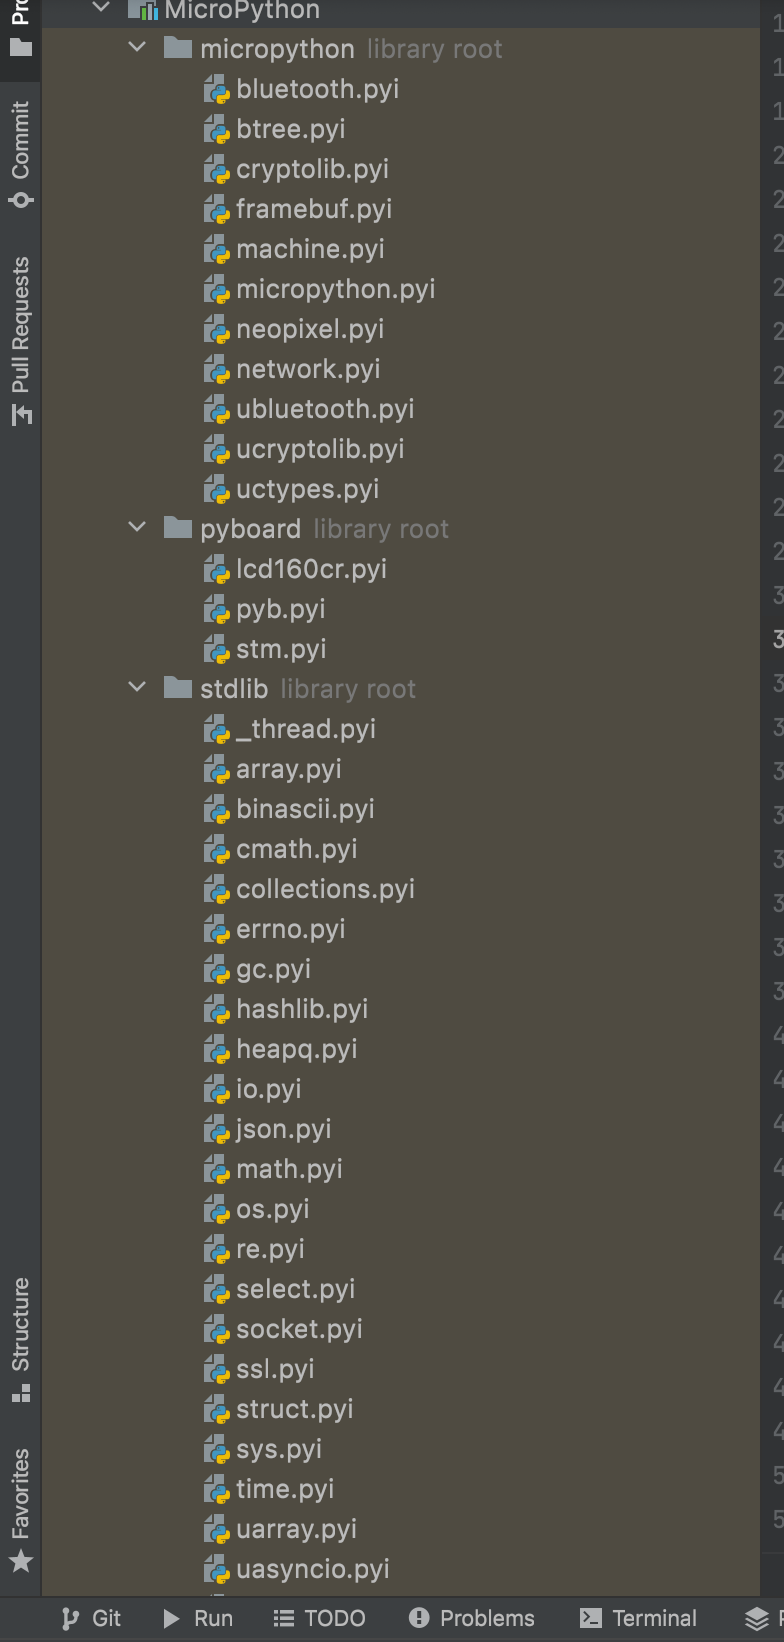 MicroPython
micropython library root
bluetooth.pyi
btree.pyi
cryptolib.pyi
framebuf.pyi
machine.pyi
micropython.pyi
neopixel.pyi
network.pyi
ububluetooth.pyi
ucryptolib.pyi
uctypes.pyi
pyboard library root
lcd160cr.pyi
pyb.pyi
stm.pyi
stdlib library root
_thread.pyi
array.pyi
binascii.pyi
cmath.pyi
collections.pyi
errno.pyi
gc.pyi
hashlib.pyi
heapq.pyi
io.pyi
json.pyi
math.pyi
os.pyi
re.pyi
select.pyi
socket.pyi
ssl.pyi
struct.pyi
sys.pyi
time.pyi
uarray.pyi
uasyncio.pyi
Commit
Pull Requests
Structure
Favorites
Git Run TODO Problems Terminal